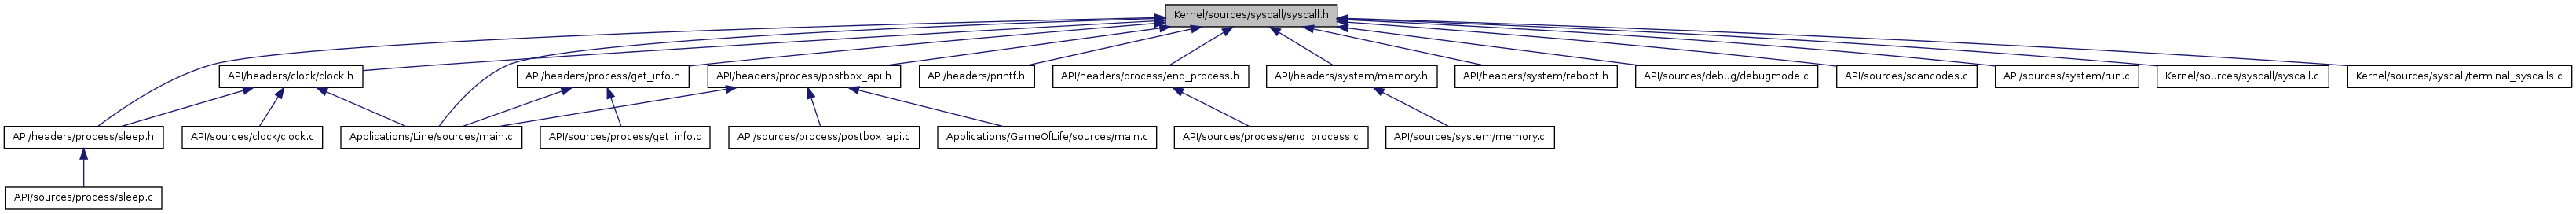 Kernel/sources/syscall/syscall.h
API/headers/clock/clock.h
API/headers/process/get_info.h
API/headers/process/postbox_api.h
API/headers/printf.h
API/headers/process/end_process.h
API/headers/system/memory.h
API/headers/system/reboot.h
API/sources/debug/debugmode.c
API/sources/scancodes.c
API/sources/system/run.c
Kernel/sources/syscall/syscall.c
Kernel/sources/syscall/terminal_syscalls.c
API/headers/process/sleep.h
API/sources/clock/clock.c
Applications/Line/sources/main.c
API/sources/process/get_info.c
API/sources/process/postbox_api.c
Applications/GameOfLife/sources/main.c
API/sources/process/end_process.c
API/sources/system/memory.c
API/sources/process/sleep.c